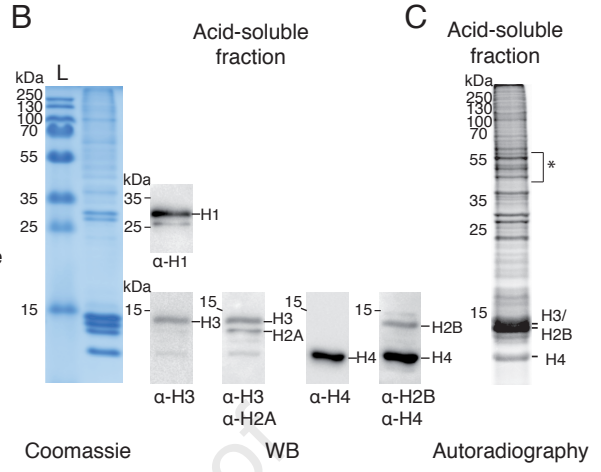 B
Acid-soluble
fraction
C
Acid-soluble
fraction
kDa
L
250
130
100
70
55
35
25
15
kDa
35
25
H1
α-H1
kDa
15
H3
α-H3
15
H3
H2A
α-H3
α-H2A
15
H4
α-H4
15
H2B
H4
α-H2B
α-H4
kDa
250
130
100
70
55
*
35
25
15
H3/
H2B
H4
e
Coomassie
WB
Autoradiography